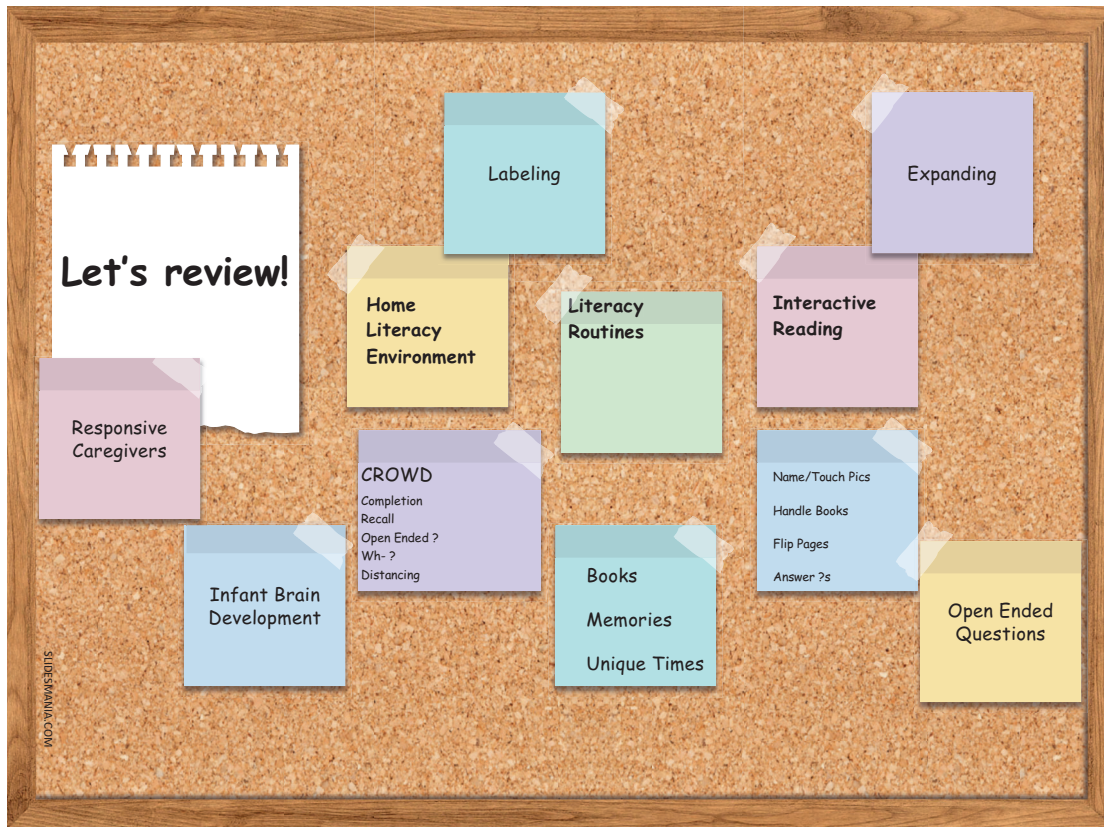 Let's review!
Labeling
Expanding
Home
Literacy
Environment
Literacy
Routines
Interactive
Reading
Responsive
Caregivers
CROWD
Completion
Recall
Open Ended ?
Wh- ?
Distancing
Name/Touch Pics
Handle Books
Flip Pages
Answer ?s
Infant Brain
Development
Books
Memories
Unique Times
Open Ended
Questions
SLIDESMANIA.COM